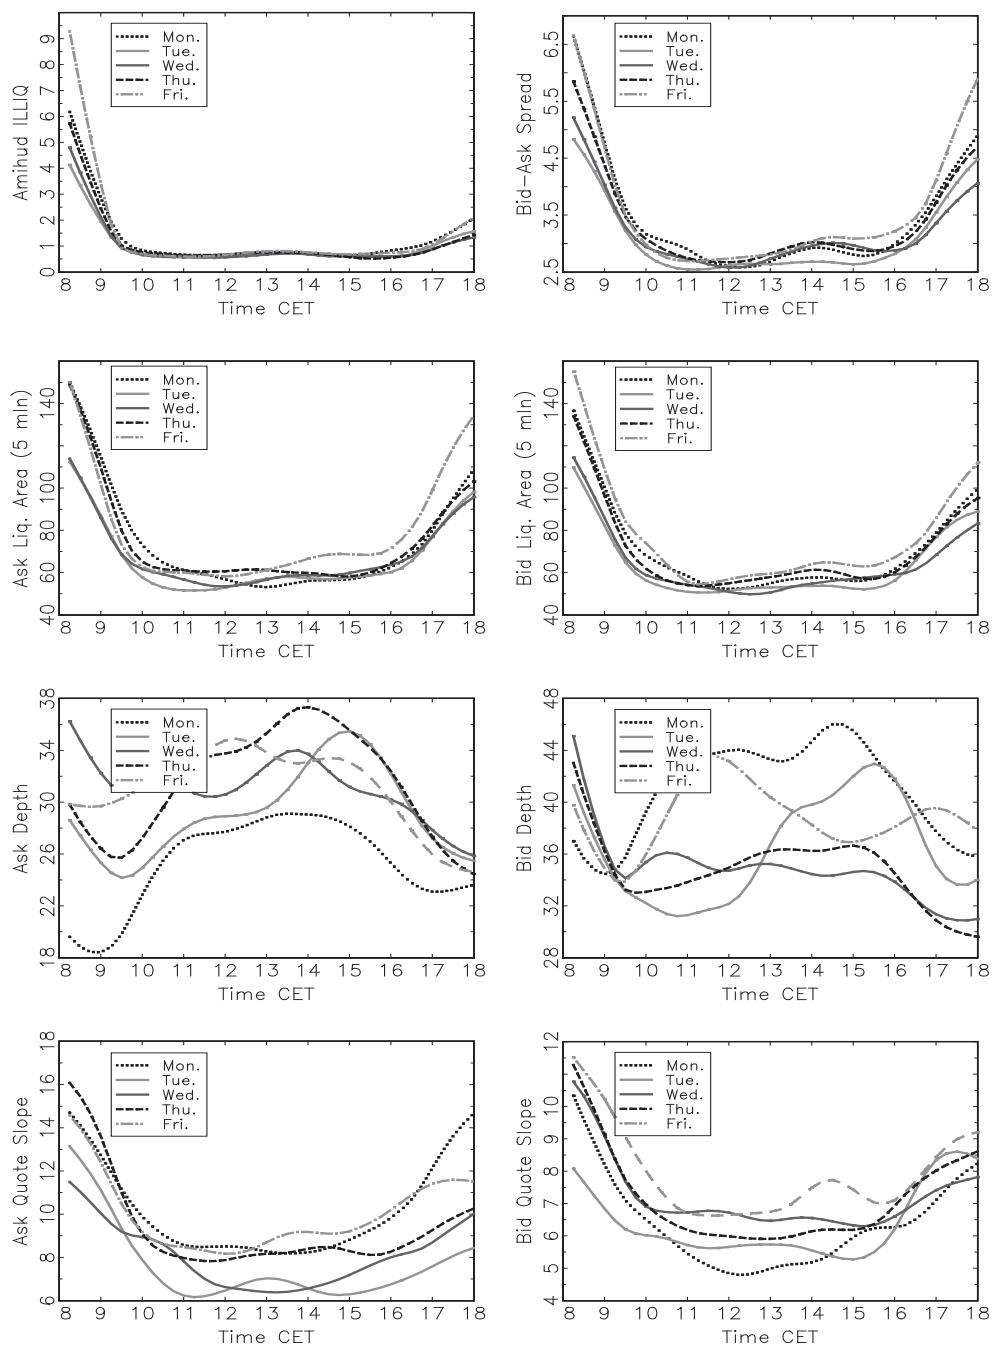 Amihud ILLIQ
0 1 2 3 4 5 6 7 8 9
Mon.
Tue.
Wed.
Thu.
Fri.
8 9 10 11 12 13 14 15 16 17 18
Time CET
Bid-Ask Spread
2.5 3.5 4.5 5.5 6.5
Mon.
Tue.
Wed.
Thu.
Fri.
8 9 10 11 12 13 14 15 16 17 18
Time CET
Ask Liq. Area (5 mln)
40 60 80 100 140
Mon.
Tue.
Wed.
Thu.
Fri.
8 9 10 11 12 13 14 15 16 17 18
Time CET
Bid Liq. Area (5 mln)
40 60 80 100 140
Mon.
Tue.
Wed.
Thu.
Fri.
8 9 10 11 12 13 14 15 16 17 18
Time CET
Ask Depth
18 22 26 30 34 38
Mon.
Tue.
Wed.
Thu.
Fri.
8 9 10 11 12 13 14 15 16 17 18
Time CET
Bid Depth
28 32 36 40 44 48
Mon.
Tue.
Wed.
Thu.
Fri.
8 9 10 11 12 13 14 15 16 17 18
Time CET
Ask Quote Slope
6 8 10 12 14 16 18
Mon.
Tue.
Wed.
Thu.
Fri.
8 9 10 11 12 13 14 15 16 17 18
Time CET
Bid Quote Slope
4 5 6 7 8 9 10 12
Mon.
Tue.
Wed.
Thu.
Fri.
8 9 10 11 12 13 14 15 16 17 18
Time CET